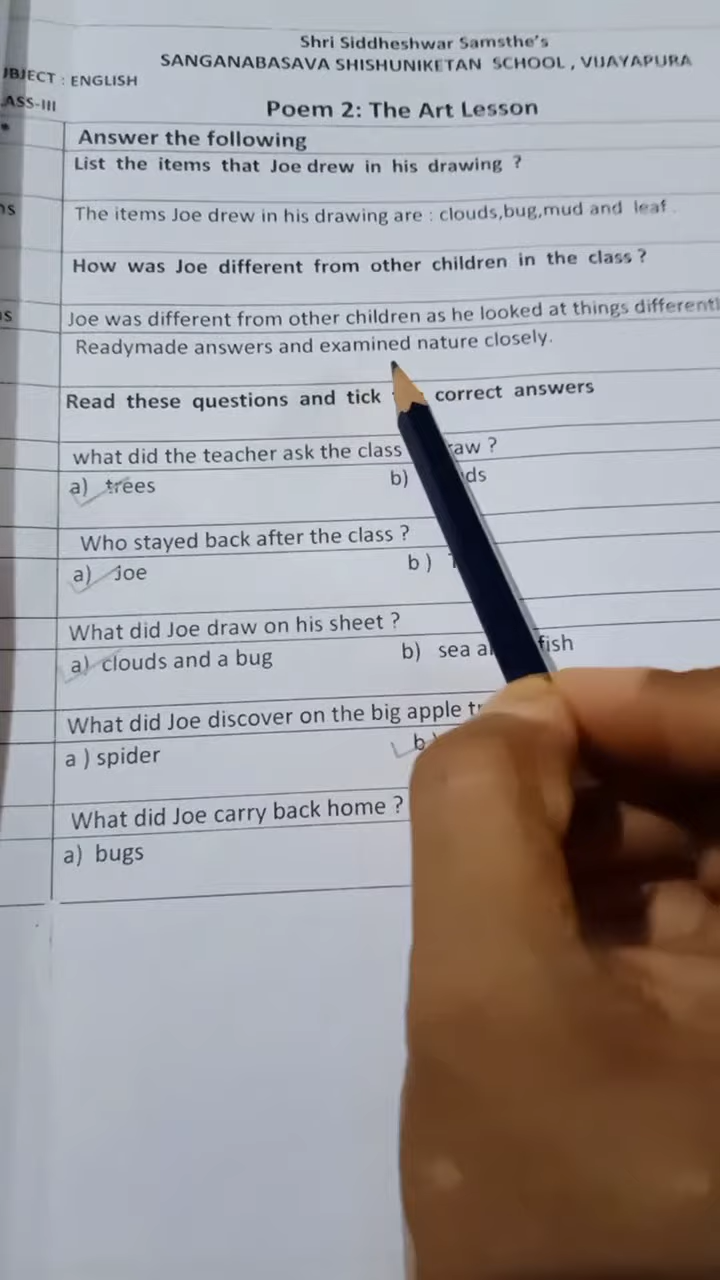 Shri Siddheshwar Samsthe's
SANGANABASAVA SHISHUNIKETAN SCHOOL , VIJAYAPURA
UBJECT : ENGLISH
ASS-III
Poem 2: The Art Lesson
Answer the following
List the items that Joe drew in his drawing ?
ns
The items Joe drew in his drawing are : clouds,bug,mud and leaf .
How was Joe different from other children in the class ?
s
Joe was different from other children as he looked at things differentl
Readymade answers and examined nature closely.
Read these questions and tick correct answers
what did the teacher ask the class raw ?
a) trees b) ds
Who stayed back after the class ?
a) Joe b )
What did Joe draw on his sheet ?
a) clouds and a bug b) sea a fish
What did Joe discover on the big apple t
a ) spider b)
What did Joe carry back home ?
a) bugs